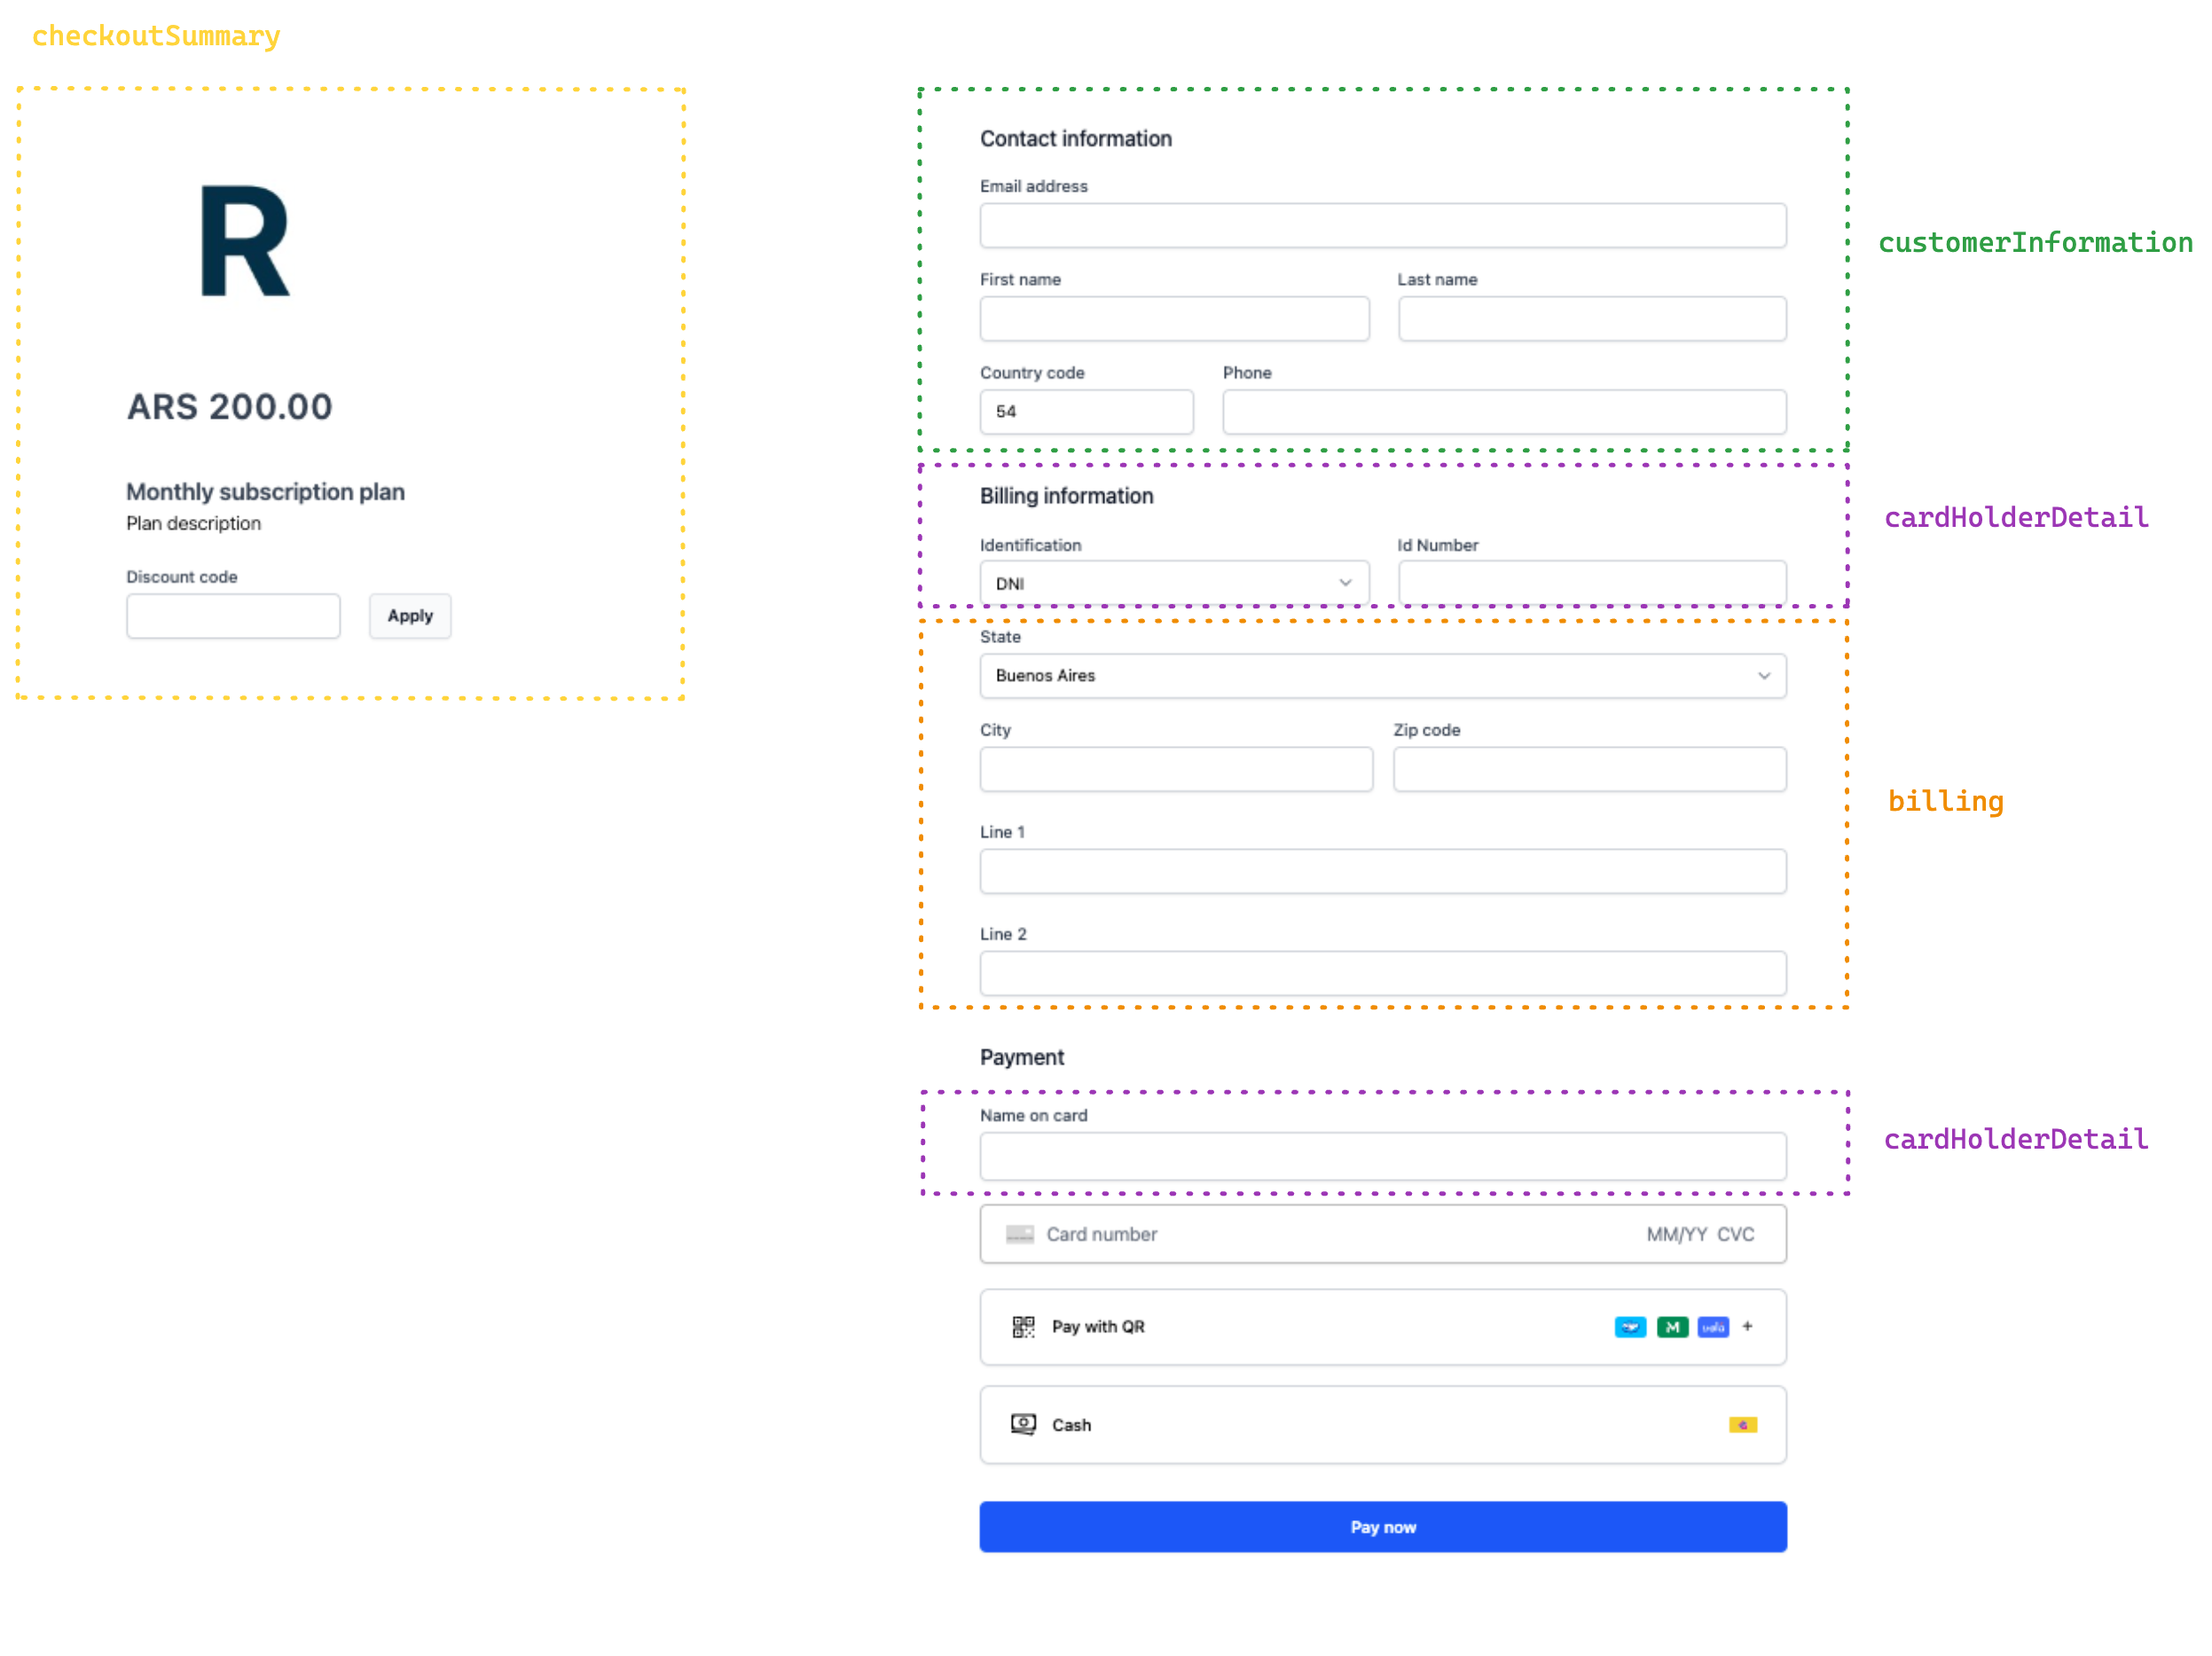 checkoutSummary
R
ARS 200.00
Monthly subscription plan
Plan description
Discount code
Apply
Contact information
Email address
First name Last name
Country code Phone
54
customerInformation
Billing information
Identification Id Number
DNI
cardHolderDetail
State
Buenos Aires
City Zip code
Line 1
Line 2
billing
Payment
Name on card
cardHolderDetail
Card number MM/YY CVC
Pay with QR M ualá +
Cash
Pay now